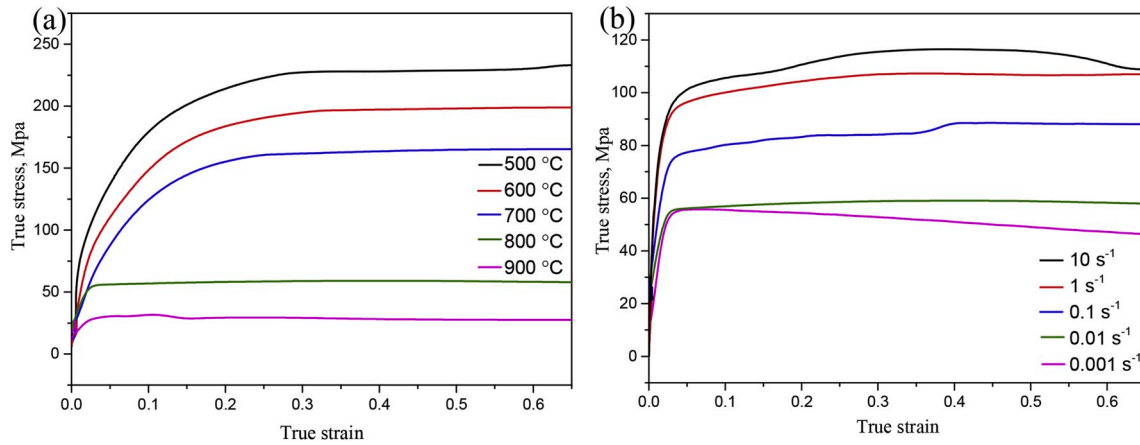 (a)
True stress, Mpa
250
200
150
100
50
0
500 °C
600 °C
700 °C
800 °C
900 °C
0.0 0.1 0.2 0.3 0.4 0.5 0.6
True strain
(b)
True stress, Mpa
120
100
80
60
40
20
0
10 s⁻¹
1 s⁻¹
0.1 s⁻¹
0.01 s⁻¹
0.001 s⁻¹
0.0 0.1 0.2 0.3 0.4 0.5 0.6
True strain